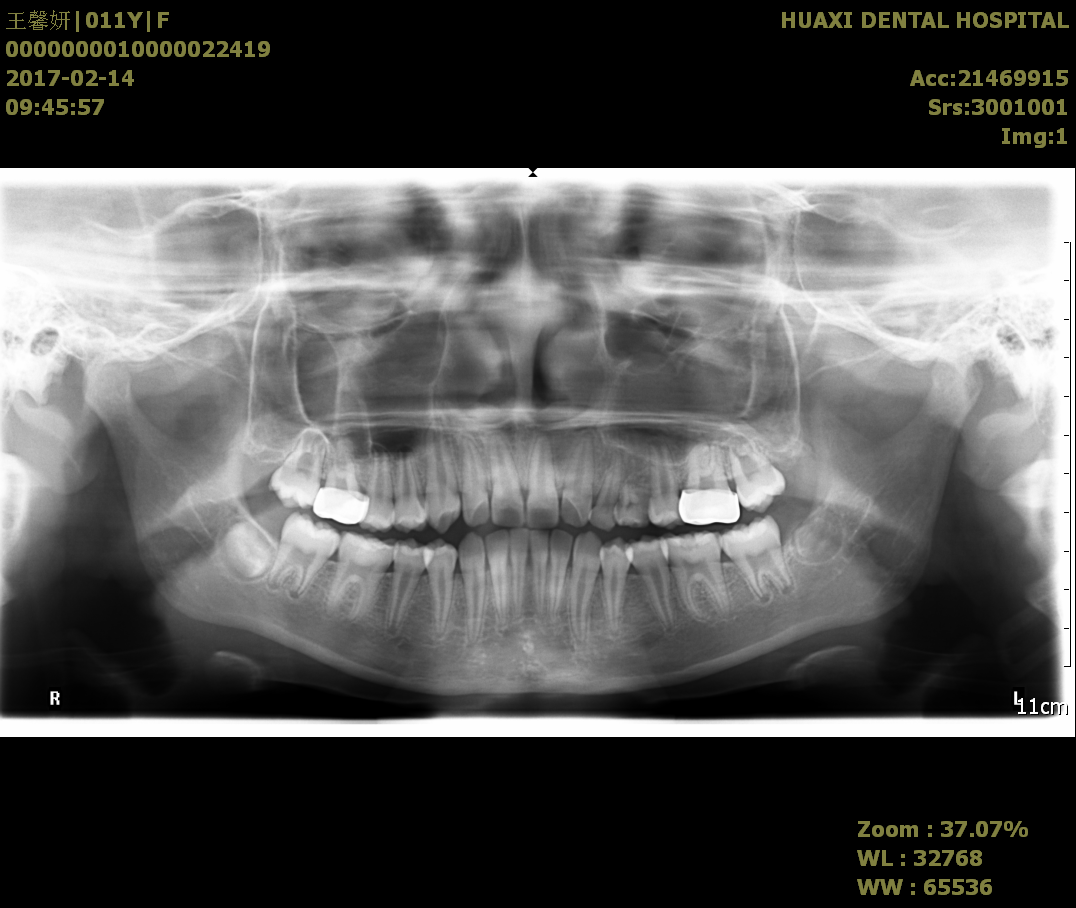 王馨妍|011Y|F
0000000010000022419
2017-02-14
09:45:57
HUAXI DENTAL HOSPITAL
Acc:21469915
Srs:3001001
Img:1
R
L
11cm
Zoom : 37.07%
WL : 32768
WW : 65536